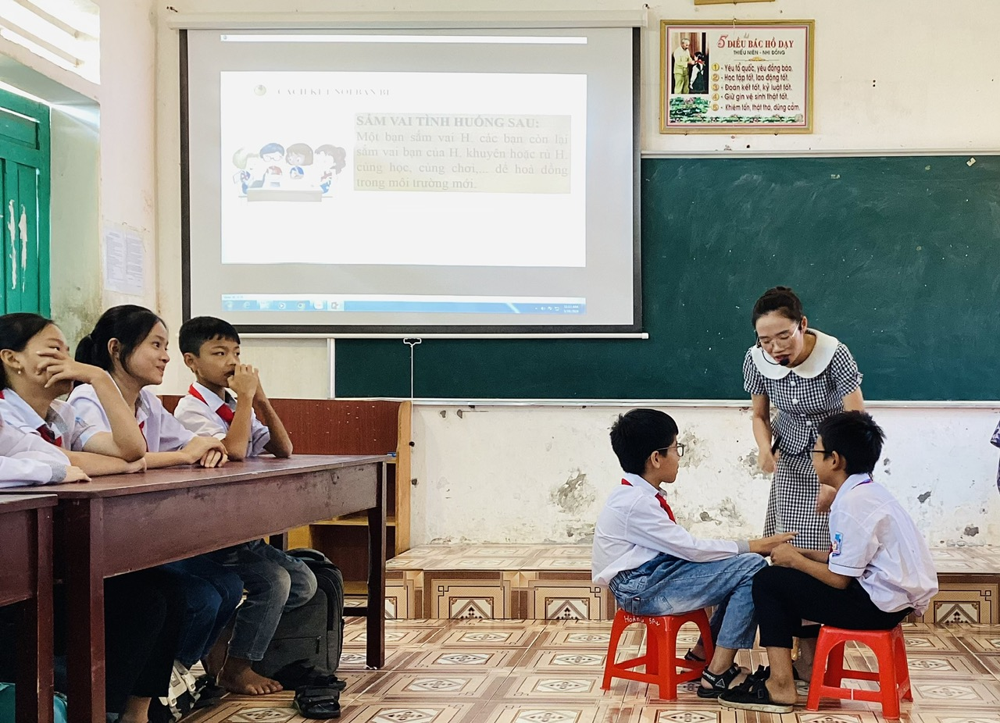 CÁCH KẾT NỐI BẠN BÈ
SẮM VAI TÌNH HUỐNG SAU:
Một bạn sắm vai H. các bạn còn lại
sắm vai bạn của H. khuyên hoặc rủ H.
cùng học, cùng chơi,... để hoà đồng
trong môi trường mới.
5 ĐIỀU BÁC HỒ DẠY
THIẾU NIÊN - NHI ĐỒNG
1 - Yêu tổ quốc, yêu đồng bào.
2 - Học tập tốt, lao động tốt.
3 - Đoàn kết tốt, kỷ luật tốt.
4 - Giữ gìn vệ sinh thật tốt.
5 - Khiêm tốn, thật thà, dũng cảm.
HOÀNG